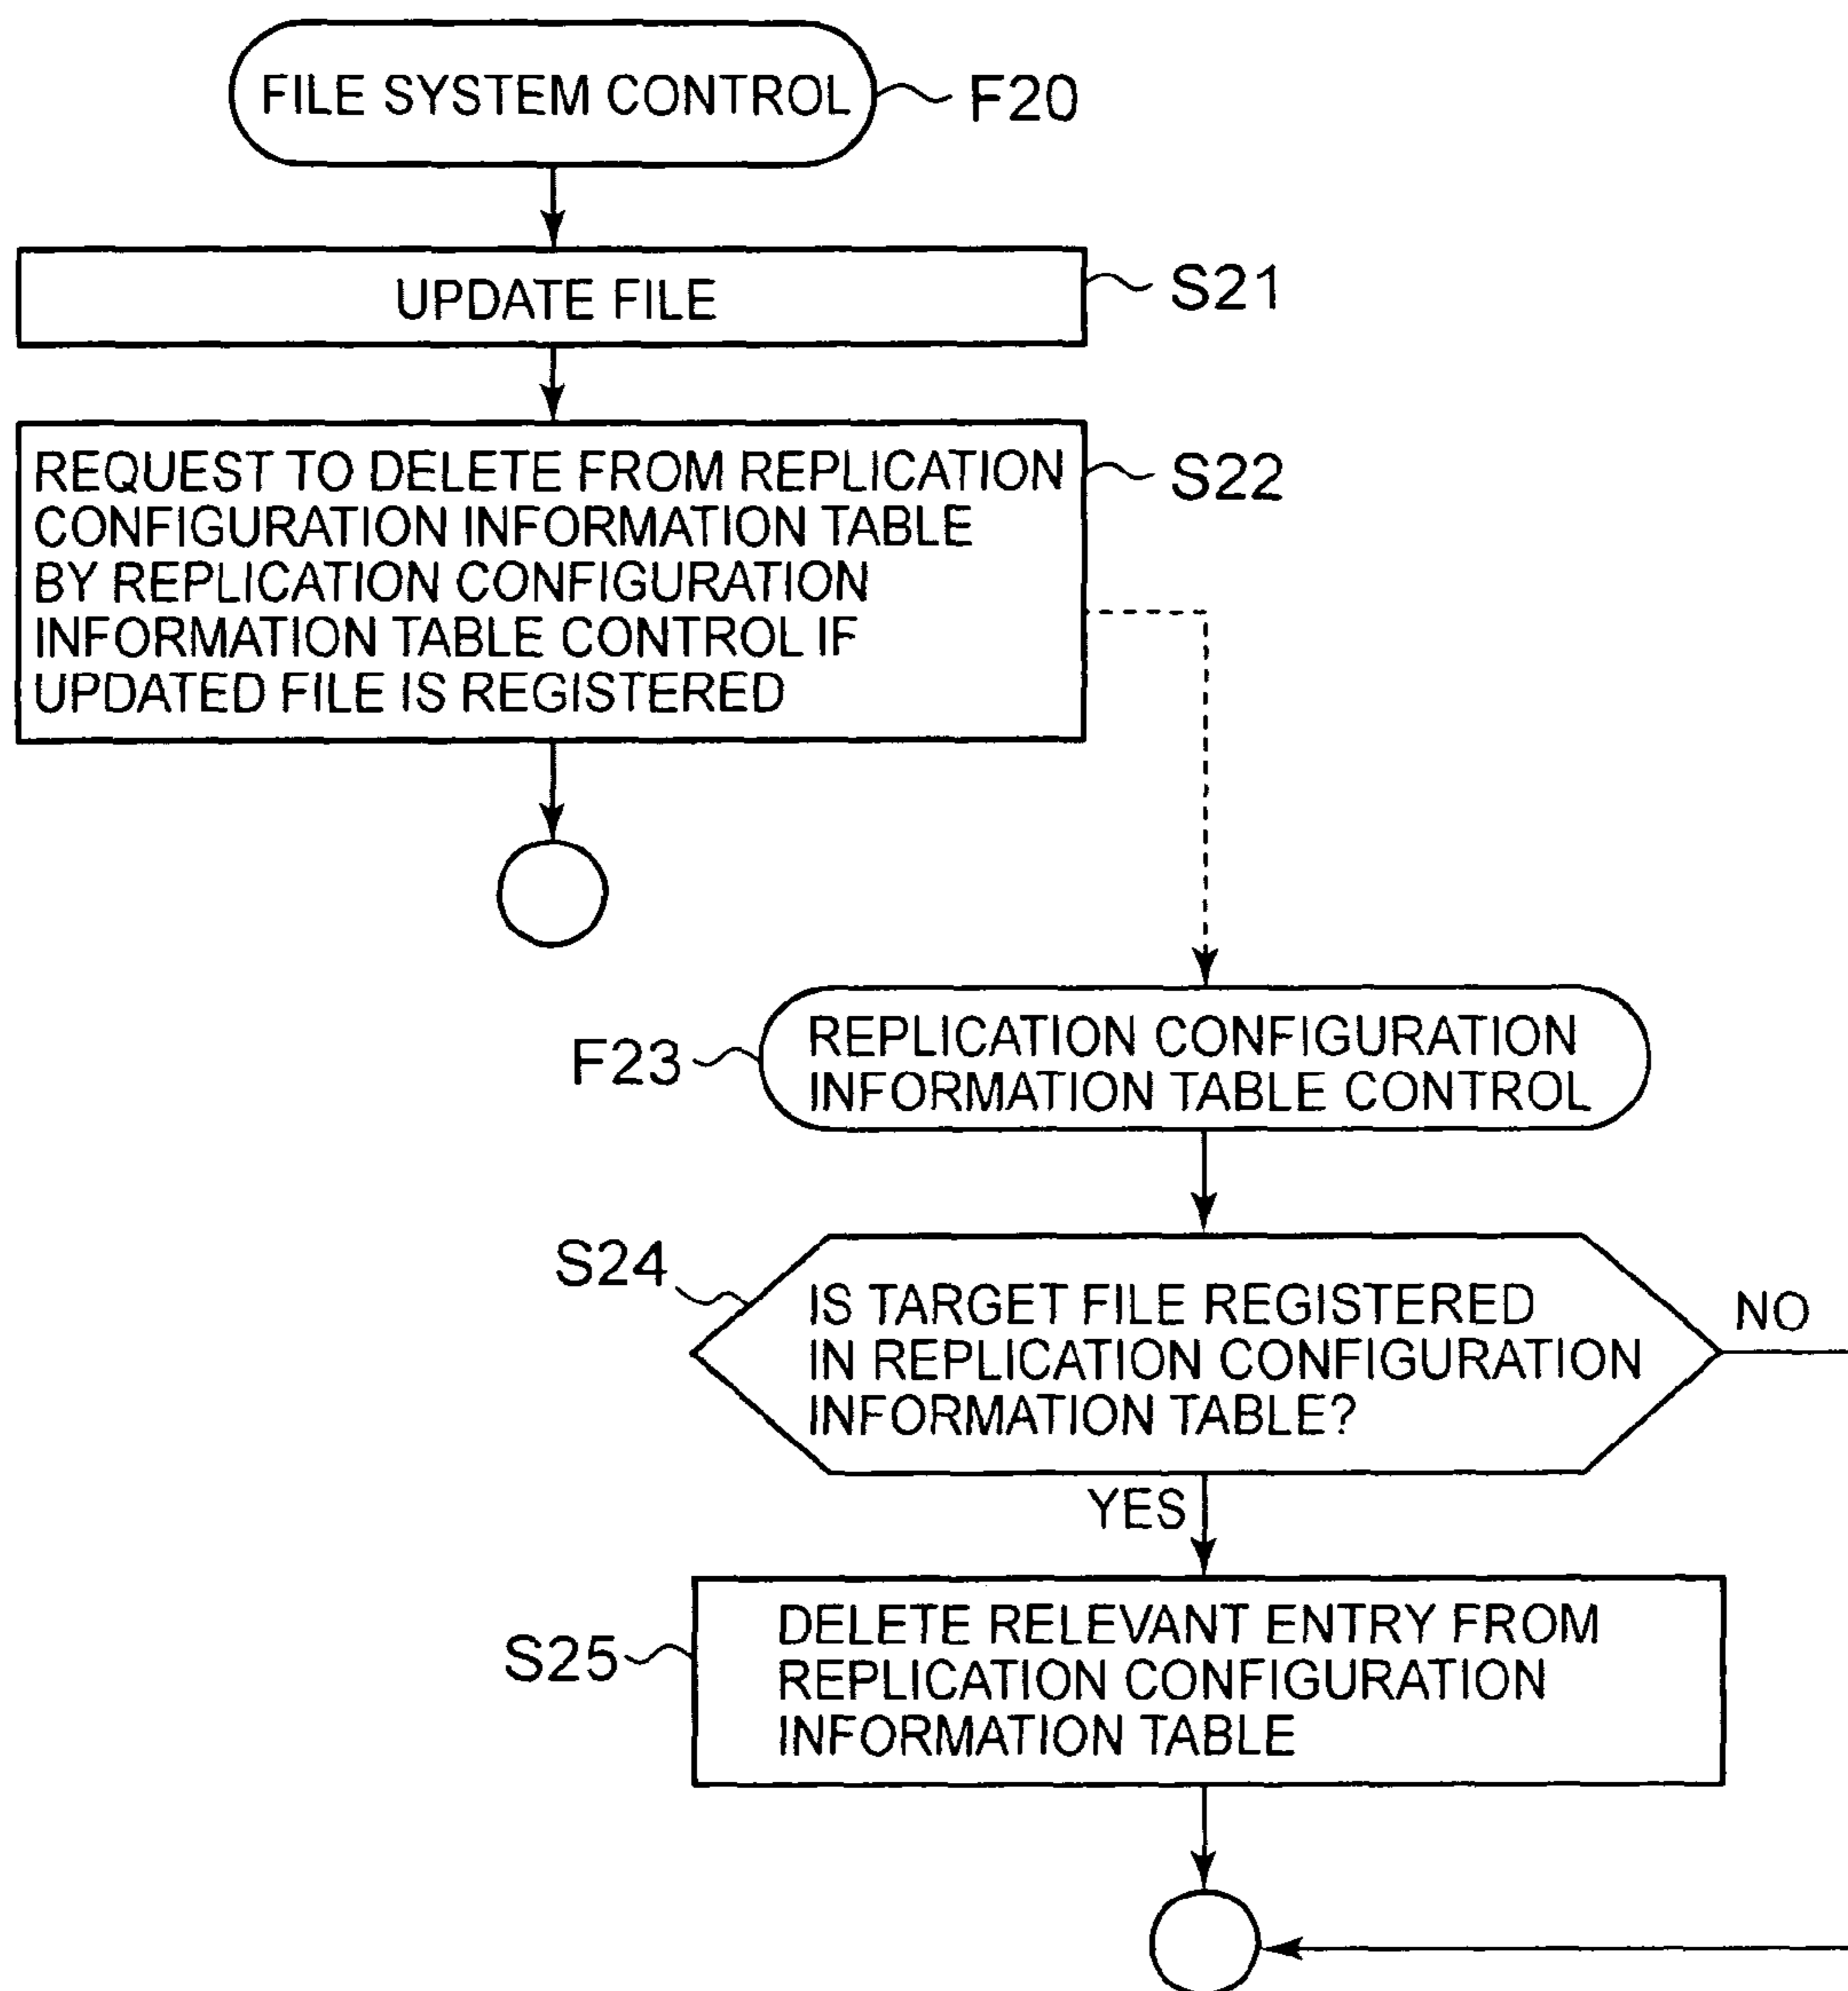 FILE SYSTEM CONTROL
F20
UPDATE FILE
S21
REQUEST TO DELETE FROM REPLICATION
CONFIGURATION INFORMATION TABLE
BY REPLICATION CONFIGURATION
INFORMATION TABLE CONTROL IF
UPDATED FILE IS REGISTERED
S22
F23
REPLICATION CONFIGURATION
INFORMATION TABLE CONTROL
S24
IS TARGET FILE REGISTERED
IN REPLICATION CONFIGURATION
INFORMATION TABLE?
NO
YES
S25
DELETE RELEVANT ENTRY FROM
REPLICATION CONFIGURATION
INFORMATION TABLE